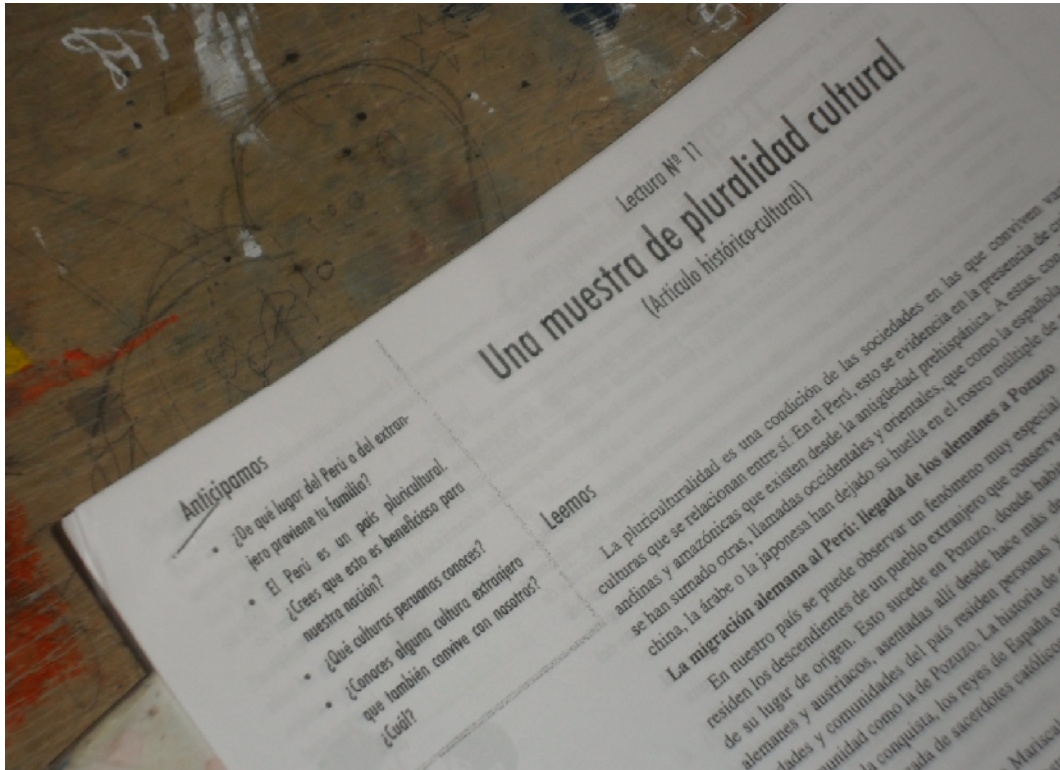 Lectura Nº 11
Una muestra de pluralidad cultural
(Artículo histórico-cultural)
Anticipamos
• ¿De qué lugar del Perú o del extran-
jero proviene tu familia?
• El Perú es un país pluricultural.
¿Crees que esto es beneficioso para
nuestra nación?
• ¿Qué culturas peruanas conoces?
• ¿Conoces alguna cultura extranjera
que también convive con nosotros?
¿Cuál?
Leemos
La pluriculturalidad es una condición de las sociedades en las que conviven
culturas que se relacionan entre sí. En el Perú, esto se evidencia en la presencia de
andinas y amazónicas que existen desde la antigüedad prehispánica. A estas,
se han sumado otras, llamadas occidentales y orientales, que como la española
china, la árabe o la japonesa han dejado su huella en el rostro múltiple de
La migración alemana al Perú: llegada de los alemanes a Pozuzo
En nuestro país se puede observar un fenómeno muy especial
residen los descendientes de un pueblo extranjero que
de su lugar de origen. Esto sucede en Pozuzo, donde
alemanes y austriacos, asentadas allí desde hace más
y comunidades del país residen personas
como la de Pozuzo. La historia de
la conquista, los reyes de España
de sacerdotes
Mariscal